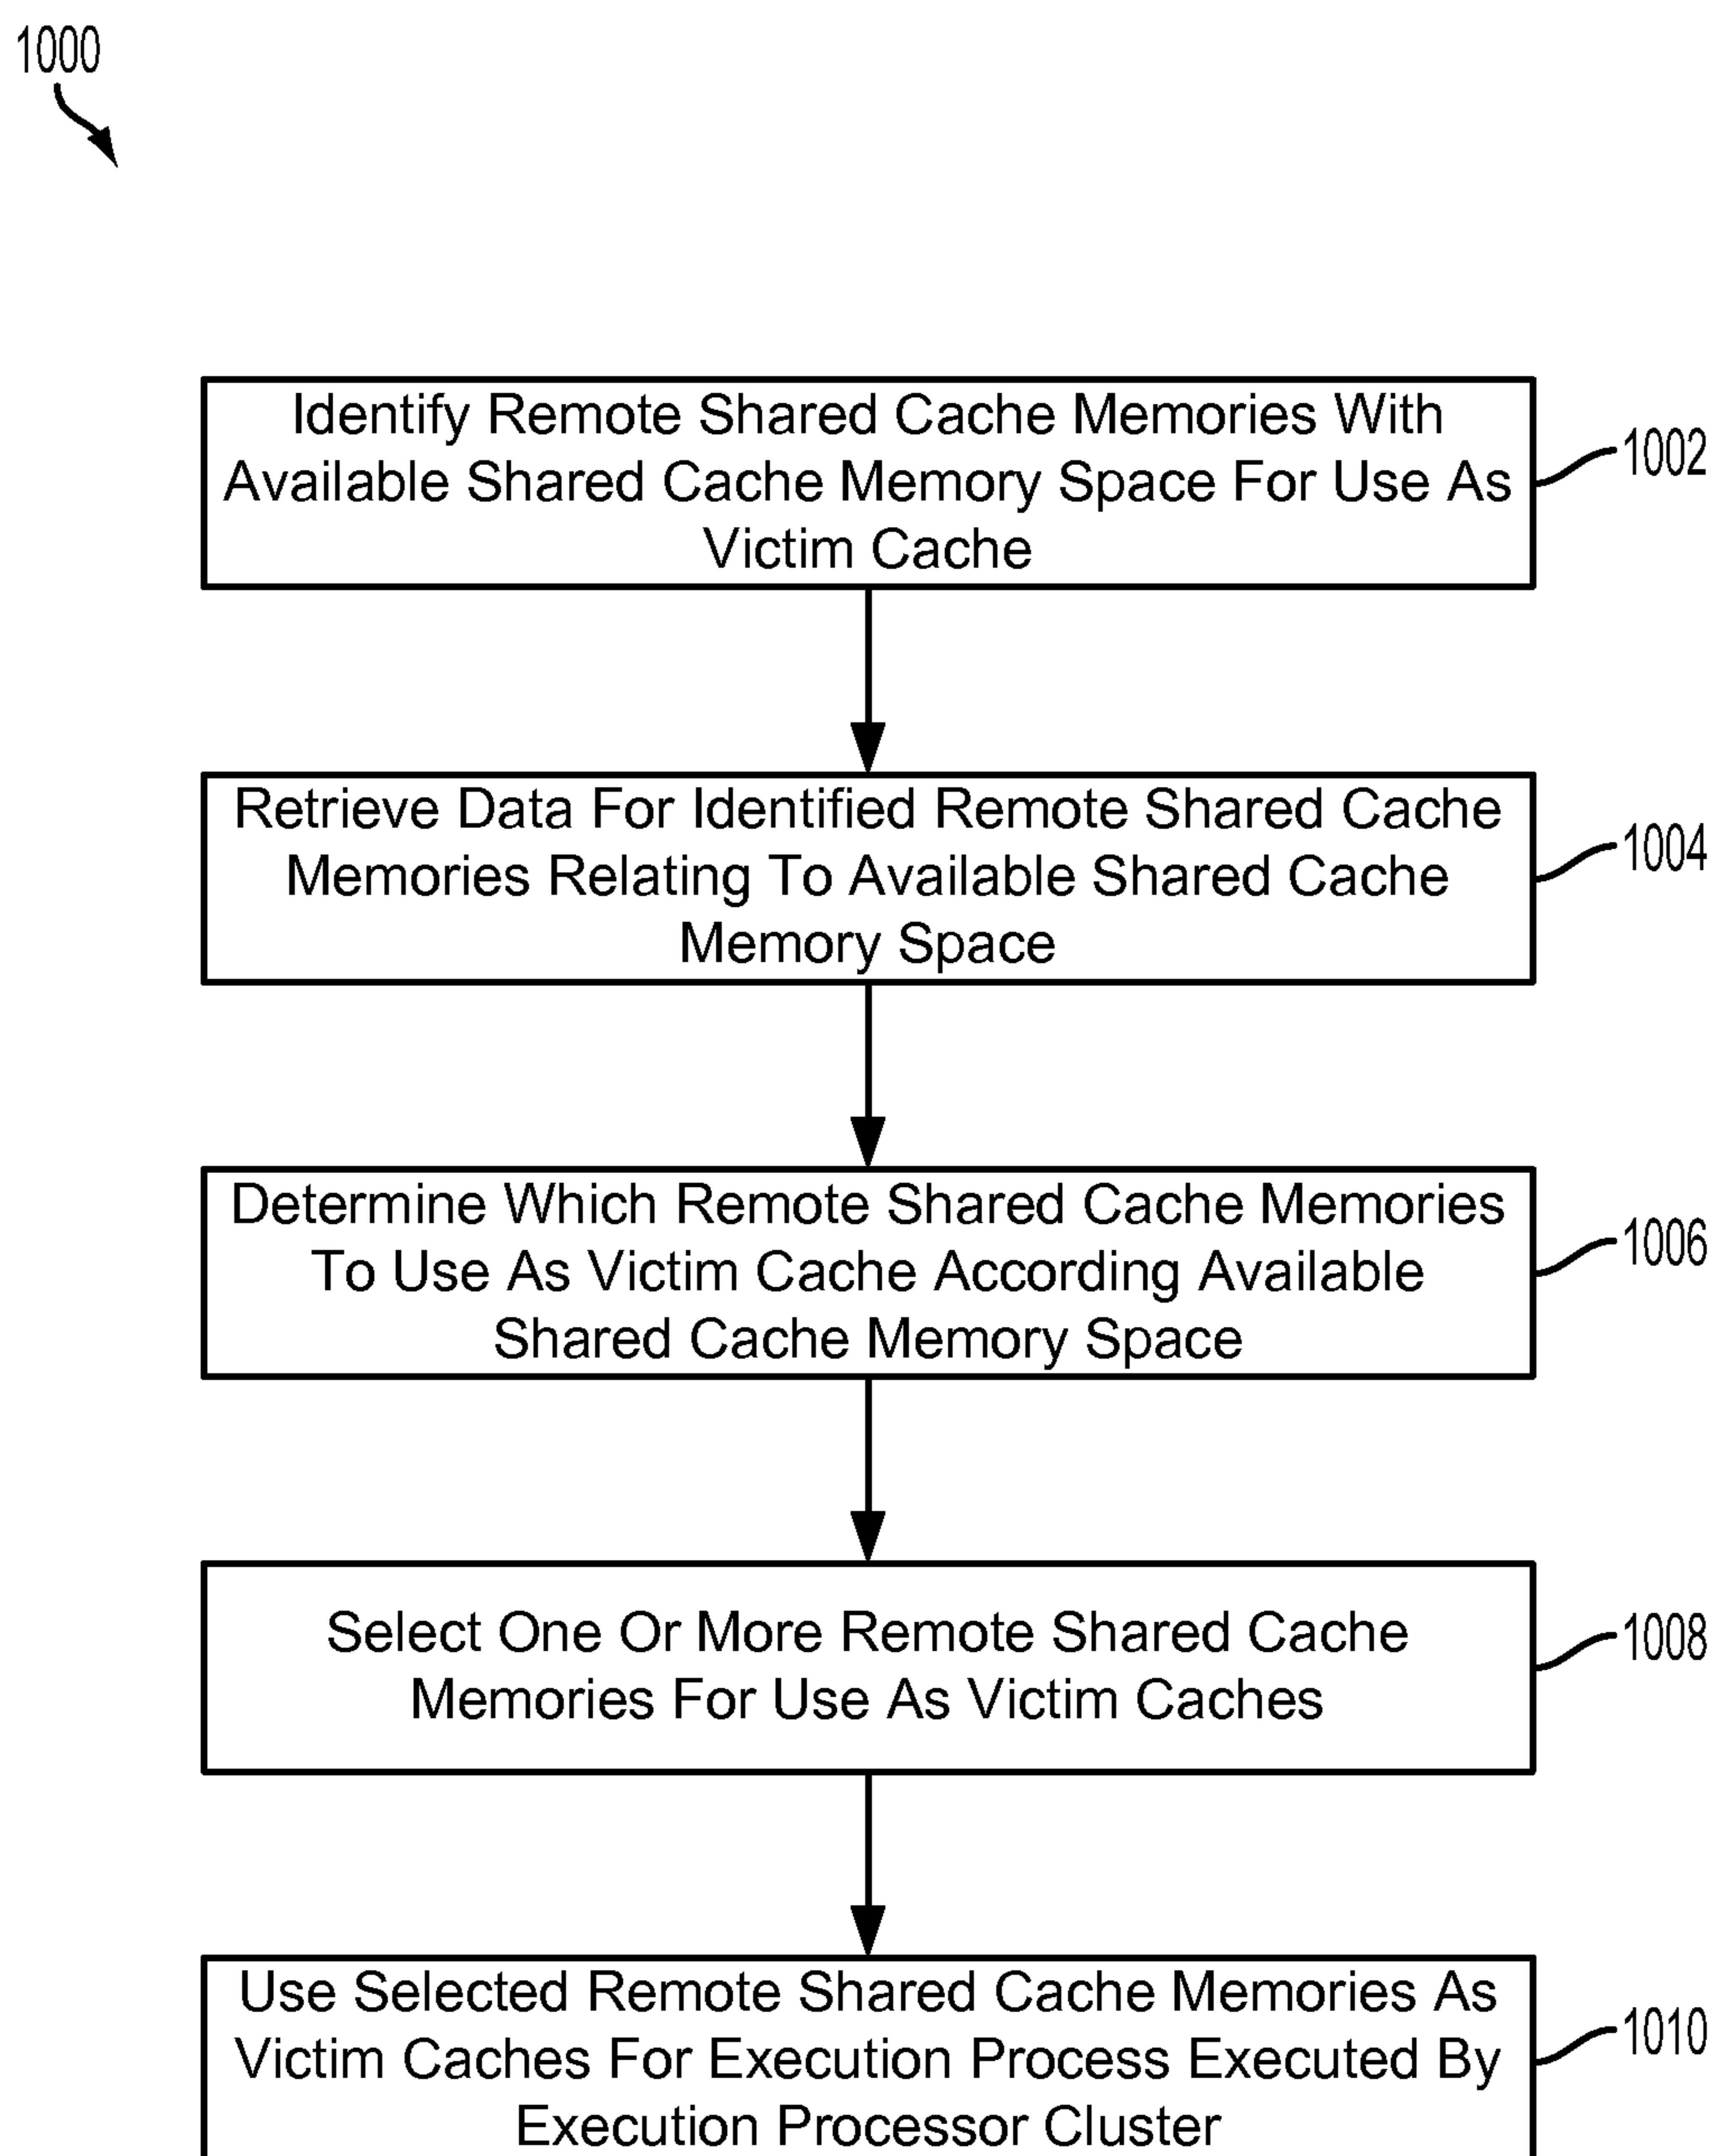 1000
Identify Remote Shared Cache Memories With
Available Shared Cache Memory Space For Use As
Victim Cache
1002
Retrieve Data For Identified Remote Shared Cache
Memories Relating To Available Shared Cache
Memory Space
1004
Determine Which Remote Shared Cache Memories
To Use As Victim Cache According Available
Shared Cache Memory Space
1006
Select One Or More Remote Shared Cache
Memories For Use As Victim Caches
1008
Use Selected Remote Shared Cache Memories As
Victim Caches For Execution Process Executed By
Execution Processor Cluster
1010